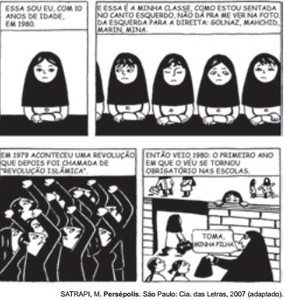 ESSA SOU EU, COM 10
ANOS DE IDADE,
EM 1980.
E ESSA É A MINHA CLASSE, COMO ESTOU SENTADA
NO CANTO ESQUERDO, NÃO DÁ PRA ME VER NA FOTO.
DA ESQUERDA PARA A DIREITA: GOLNAZ, MAHCHID,
MARIN, MINA.
EM 1979 ACONTECEU UMA REVOLUÇÃO
QUE DEPOIS FOI CHAMADA DE
"REVOLUÇÃO ISLÂMICA".
ENTÃO VEIO 1980: O PRIMEIRO ANO
EM QUE O VÉU SE TORNOU
OBRIGATÓRIO NAS ESCOLAS.
TOMA,
MINHA FILHA.
SATRAPI, M. Persépolis. São Paulo: Cia. das Letras, 2007 (adaptado).